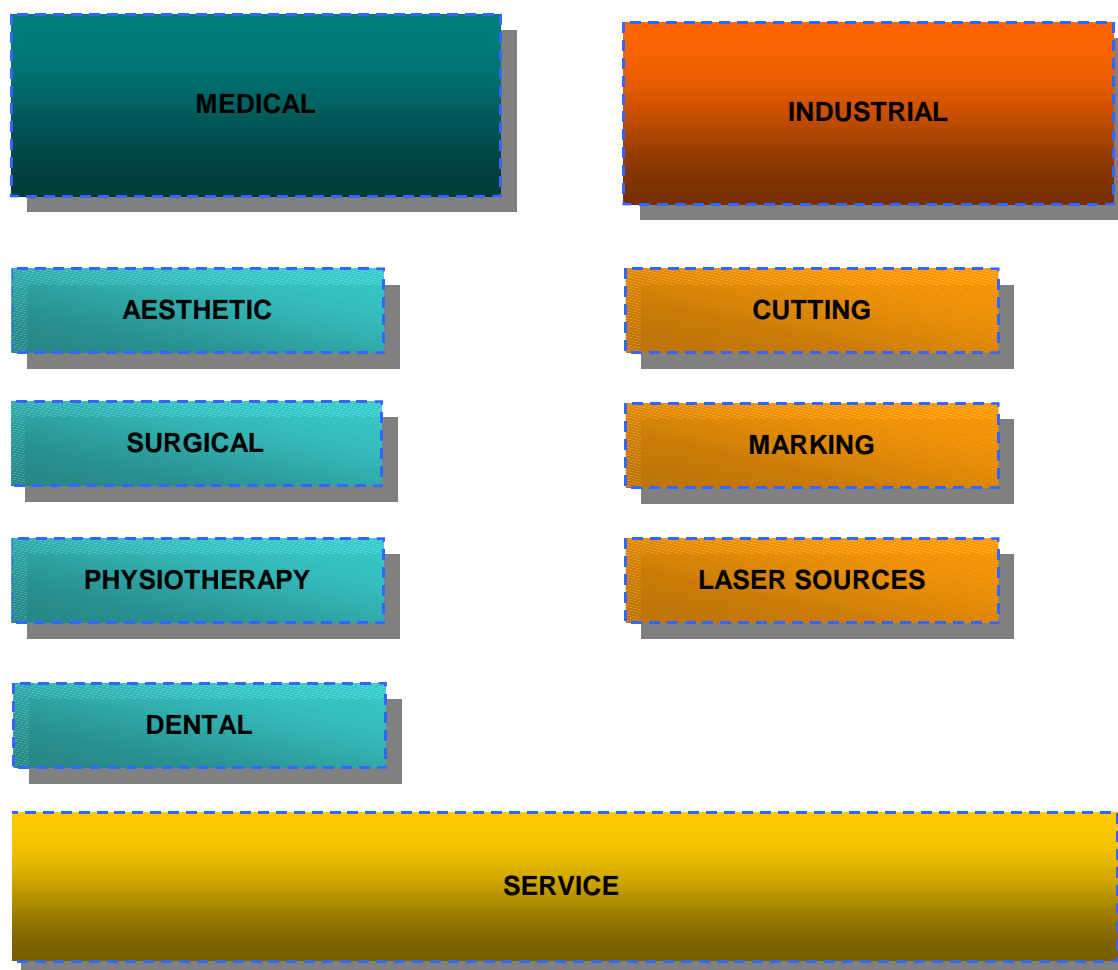 MEDICAL
INDUSTRIAL
AESTHETIC
CUTTING
SURGICAL
MARKING
PHYSIOTHERAPY
LASER SOURCES
DENTAL
SERVICE